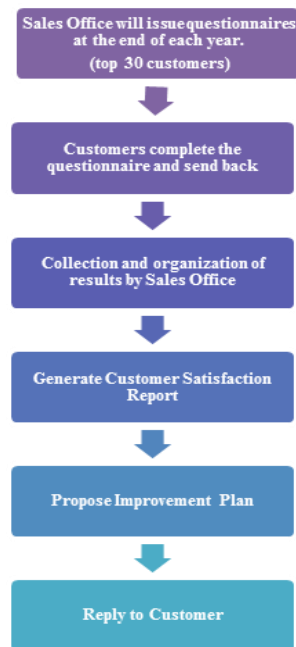 Sales Office will issue questionnaires
at the end of each year.
(top 30 customers)
Customers complete the
questionnaire and send back
Collection and organization of
results by Sales Office
Generate Customer Satisfaction
Report
Propose Improvement Plan
Reply to Customer